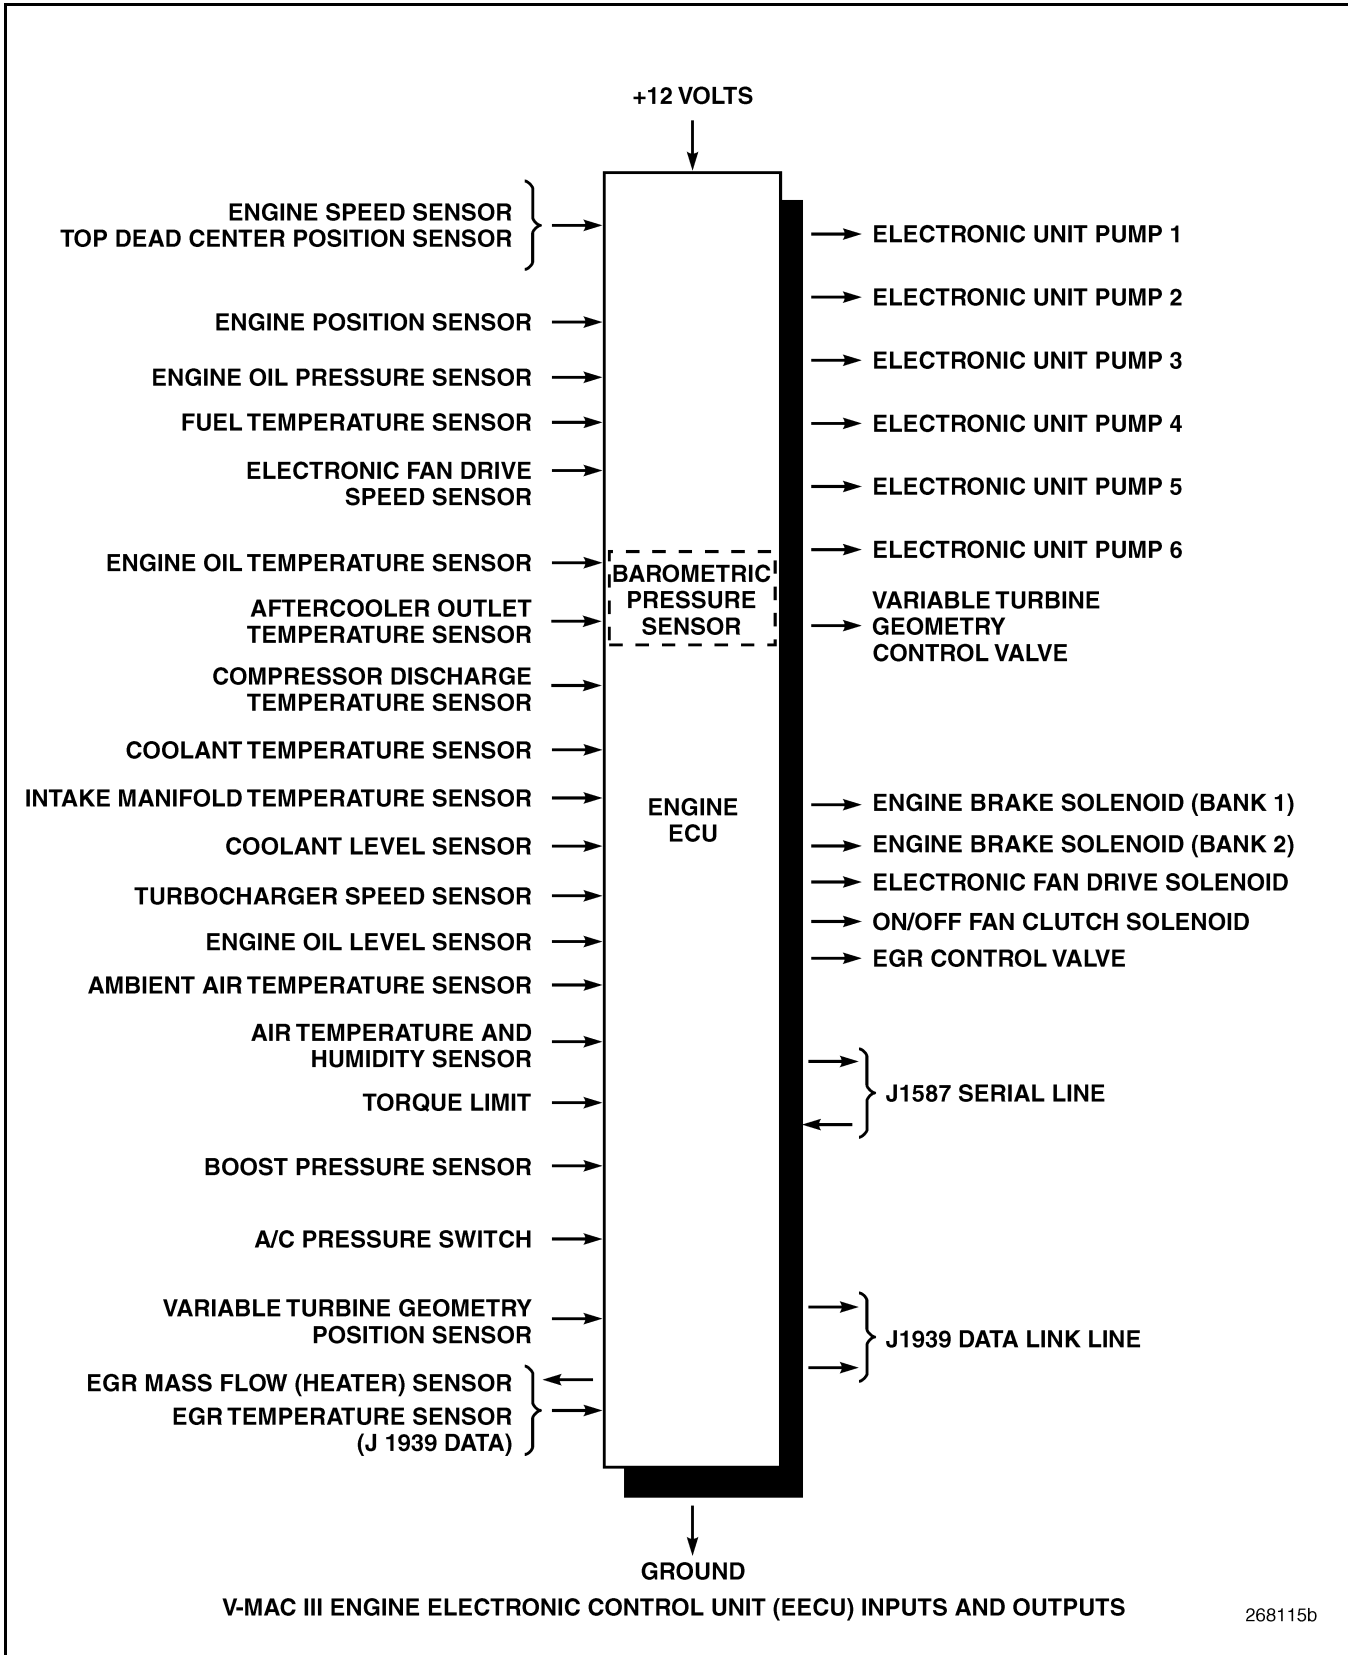 +12 VOLTS
ENGINE SPEED SENSOR
TOP DEAD CENTER POSITION SENSOR
ENGINE POSITION SENSOR
ENGINE OIL PRESSURE SENSOR
FUEL TEMPERATURE SENSOR
ELECTRONIC FAN DRIVE
SPEED SENSOR
ENGINE OIL TEMPERATURE SENSOR
AFTERCOOLER OUTLET
TEMPERATURE SENSOR
COMPRESSOR DISCHARGE
TEMPERATURE SENSOR
COOLANT TEMPERATURE SENSOR
INTAKE MANIFOLD TEMPERATURE SENSOR
COOLANT LEVEL SENSOR
TURBOCHARGER SPEED SENSOR
ENGINE OIL LEVEL SENSOR
AMBIENT AIR TEMPERATURE SENSOR
AIR TEMPERATURE AND
HUMIDITY SENSOR
TORQUE LIMIT
BOOST PRESSURE SENSOR
A/C PRESSURE SWITCH
VARIABLE TURBINE GEOMETRY
POSITION SENSOR
EGR MASS FLOW (HEATER) SENSOR
EGR TEMPERATURE SENSOR
(J 1939 DATA)
BAROMETRIC
PRESSURE
SENSOR
ENGINE
ECU
ELECTRONIC UNIT PUMP 1
ELECTRONIC UNIT PUMP 2
ELECTRONIC UNIT PUMP 3
ELECTRONIC UNIT PUMP 4
ELECTRONIC UNIT PUMP 5
ELECTRONIC UNIT PUMP 6
VARIABLE TURBINE
GEOMETRY
CONTROL VALVE
ENGINE BRAKE SOLENOID (BANK 1)
ENGINE BRAKE SOLENOID (BANK 2)
ELECTRONIC FAN DRIVE SOLENOID
ON/OFF FAN CLUTCH SOLENOID
EGR CONTROL VALVE
J1587 SERIAL LINE
J1939 DATA LINK LINE
GROUND
V-MAC III ENGINE ELECTRONIC CONTROL UNIT (EECU) INPUTS AND OUTPUTS
268115b